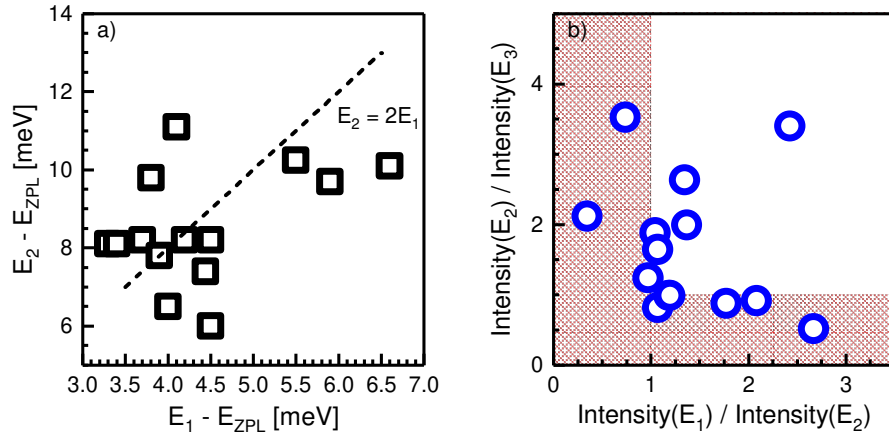 a)
E₂ = 2E₁
14
12
10
8
6
E₂ - E_ZPL [meV]
3.0 3.5 4.0 4.5 5.0 5.5 6.0 6.5 7.0
E₁ - E_ZPL [meV]
b)
4
2
0
Intensity(E₂) / Intensity(E₃)
0 1 2 3
Intensity(E₁) / Intensity(E₂)